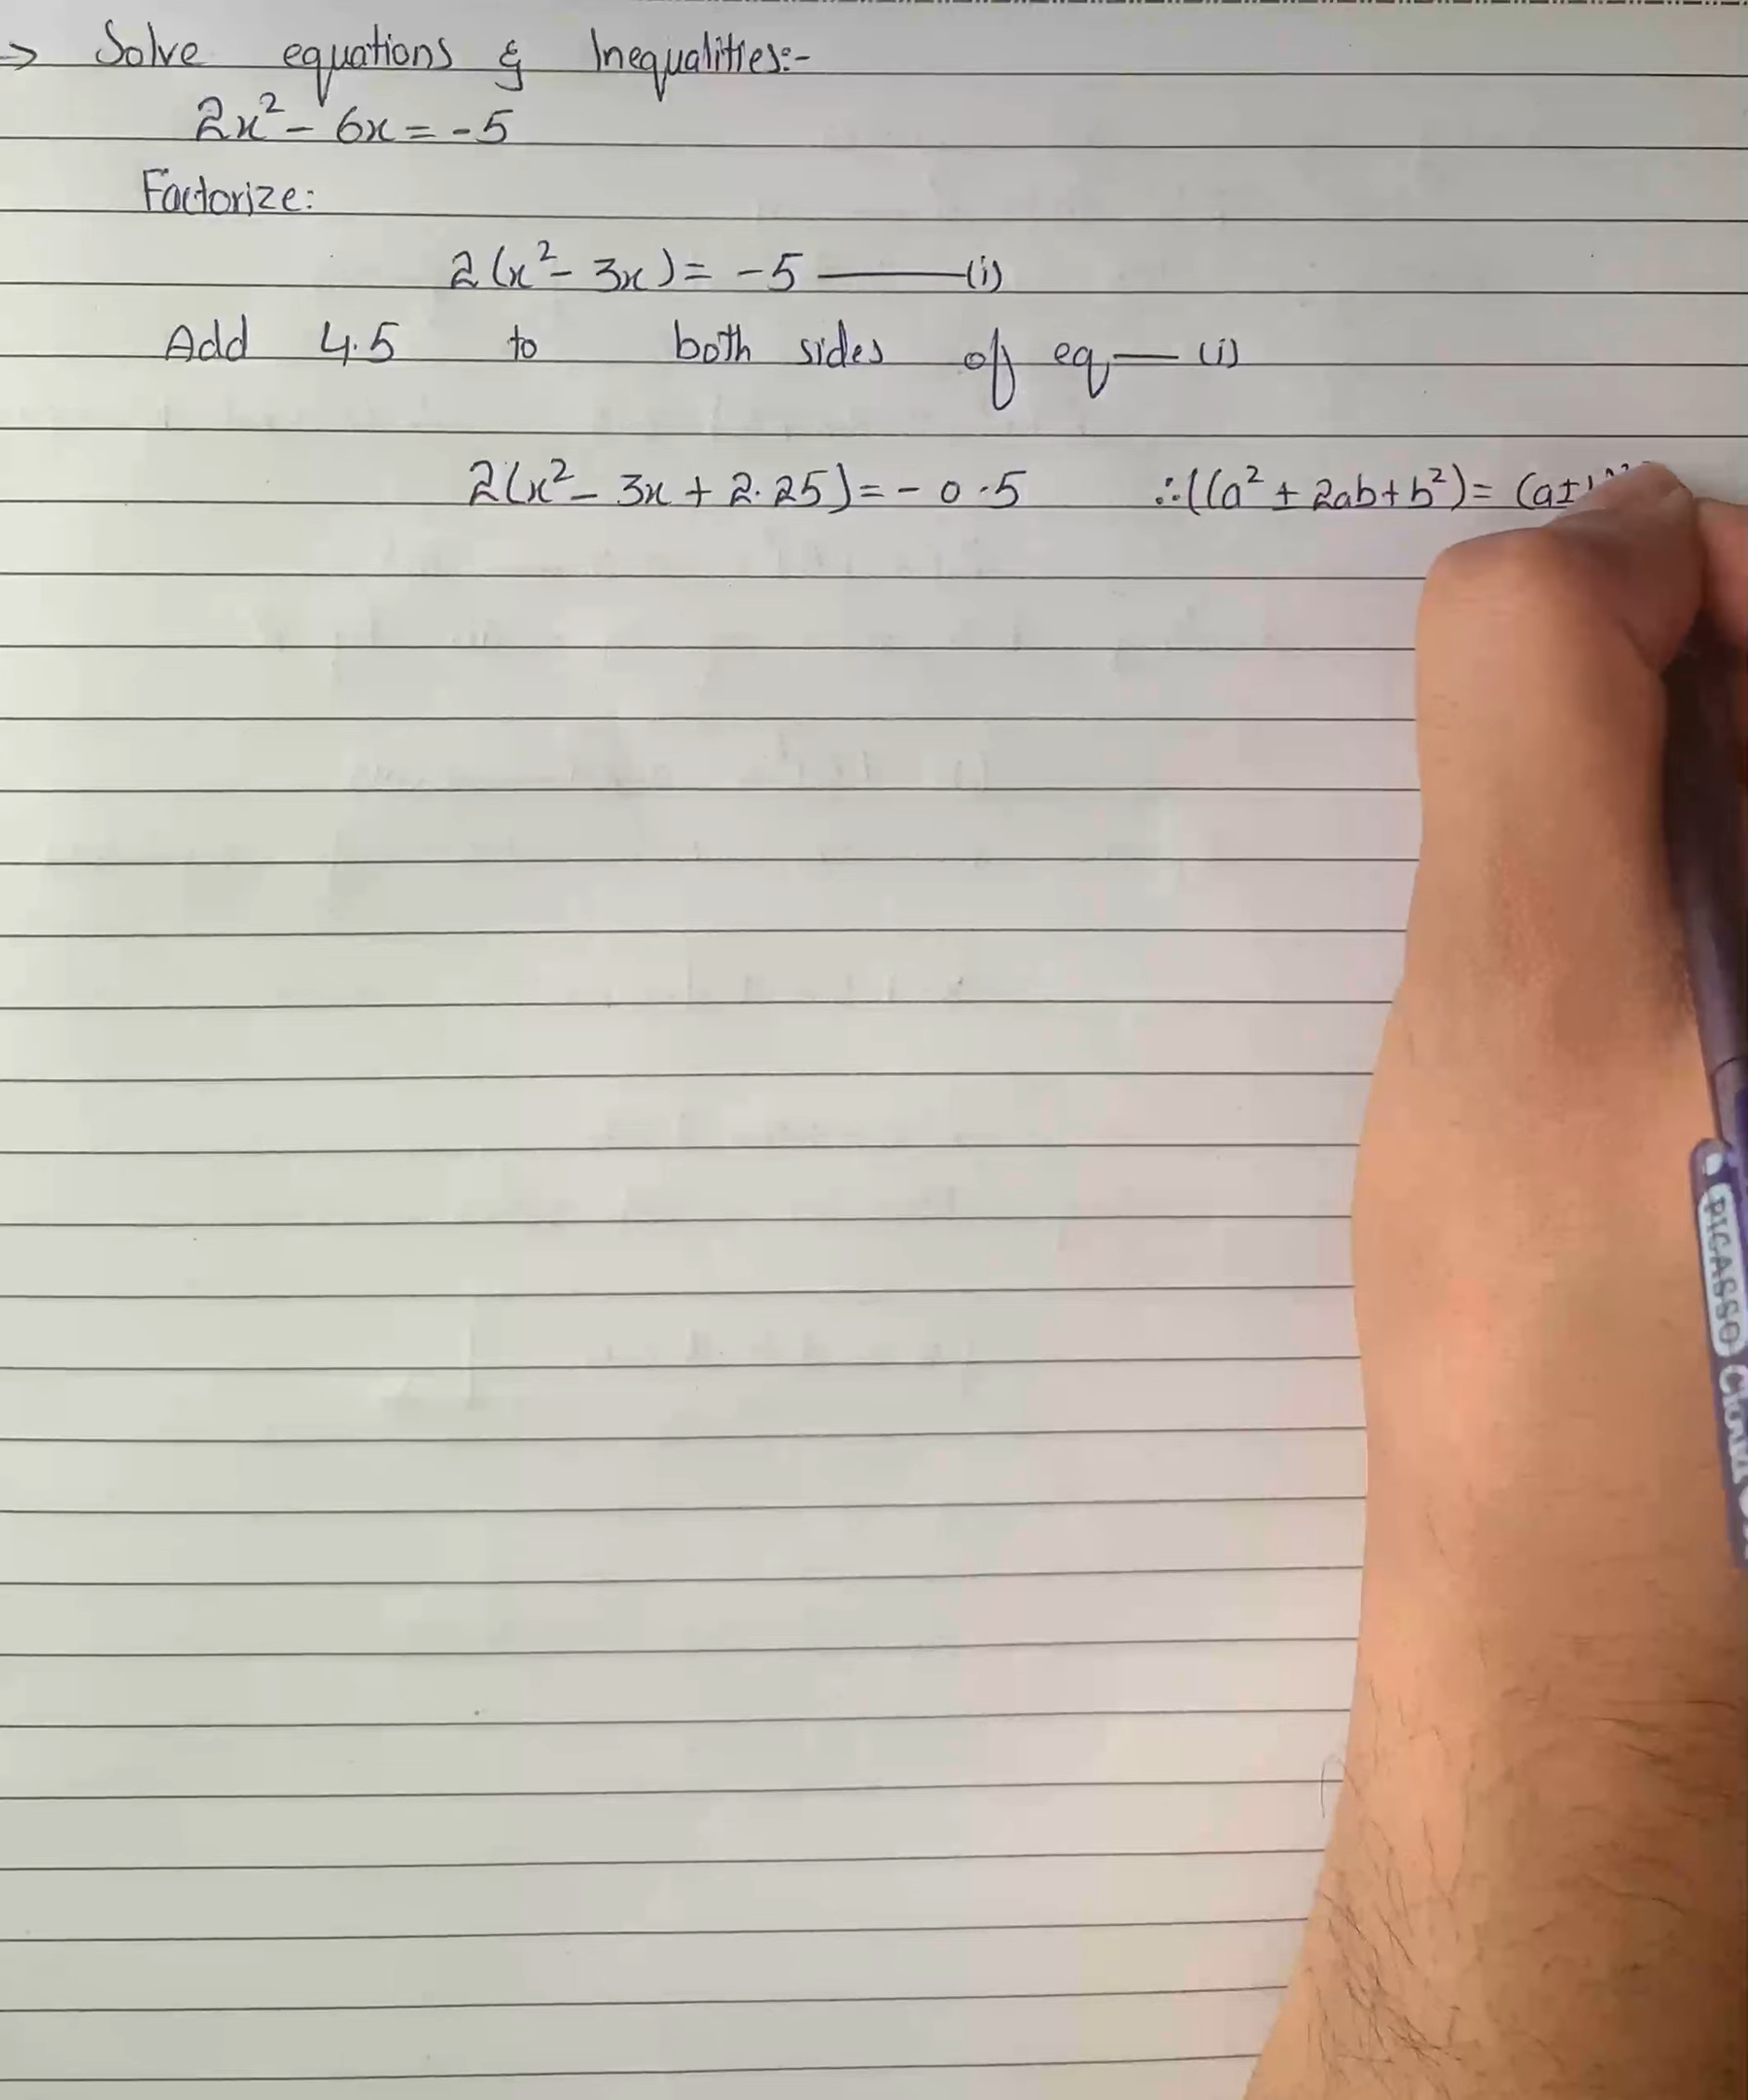 → Solve equations & Inequalities:-
2x² - 6x = -5
Factorize:
2(x² - 3x) = -5 ——— (i)
Add 4.5 to both sides of eq — (i)
2(x² - 3x + 2.25) = -0.5 ∴((a² ± 2ab + b²) = (a±
PICASSO